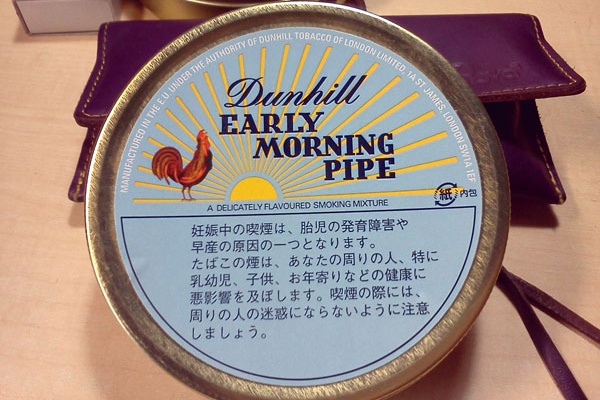 MANUFACTURED IN THE E.U. UNDER THE AUTHORITY OF DUNHILL TOBACCO OF LONDON LIMITED, 1A ST JAMES, LONDON SW1A 1EF
Dunhill
EARLY
MORNING
PIPE
A DELICATELY FLAVOURED SMOKING MIXTURE
紙 内包
妊娠中の喫煙は、胎児の発育障害や
早産の原因の一つとなります。
たばこの煙は、あなたの周りの人、特に
乳幼児、子供、お年寄りなどの健康に
悪影響を及ぼします。喫煙の際には、
周りの人の迷惑にならないように注意
しましょう。